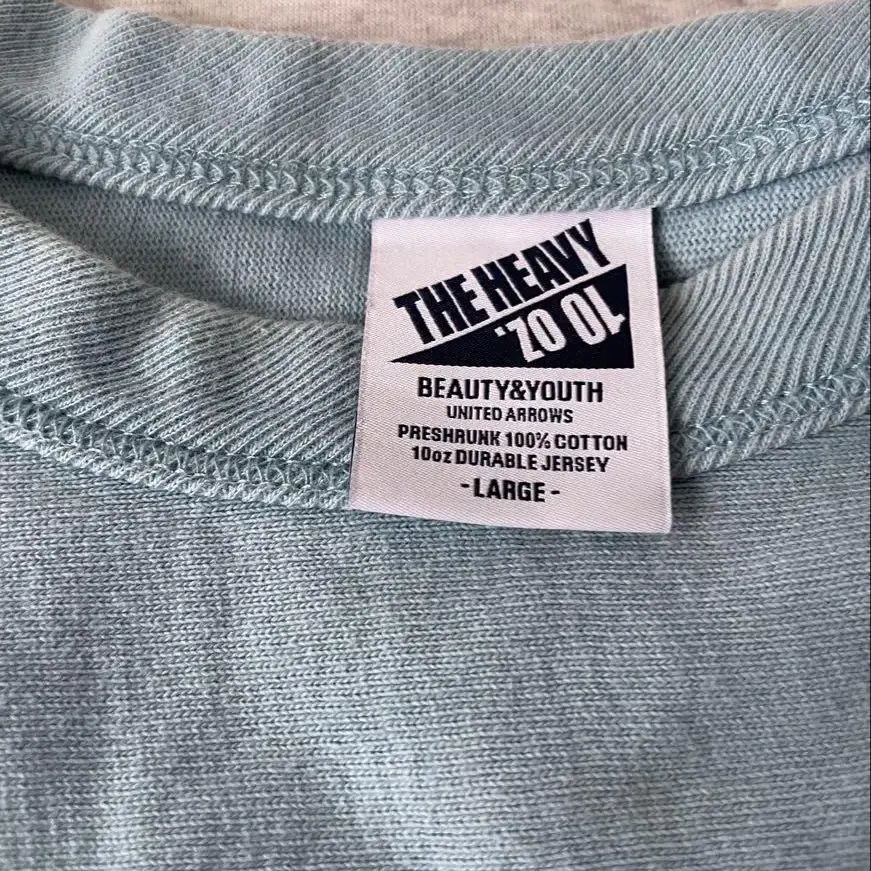 THE HEAVY
10 OZ.
BEAUTY&YOUTH
UNITED ARROWS
PRESHRUNK 100% COTTON
10oz DURABLE JERSEY
-LARGE-